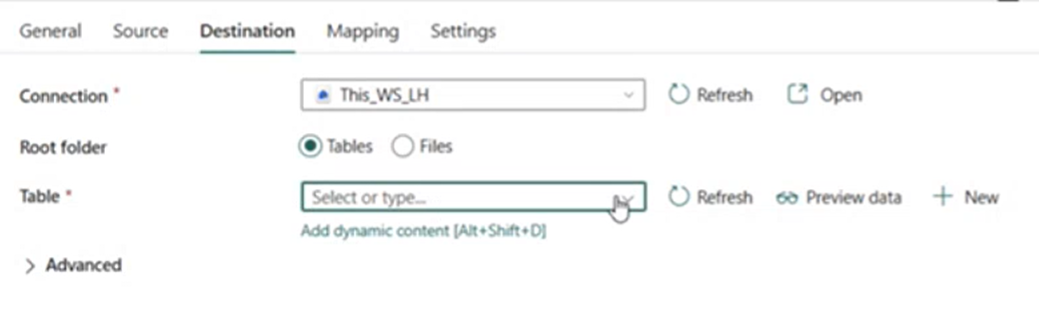 General Source Destination Mapping Settings
Connection * This_WS_LH Refresh Open
Root folder Tables Files
Table * Select or type... Refresh Preview data New
Add dynamic content [Alt+Shift+D]
Advanced